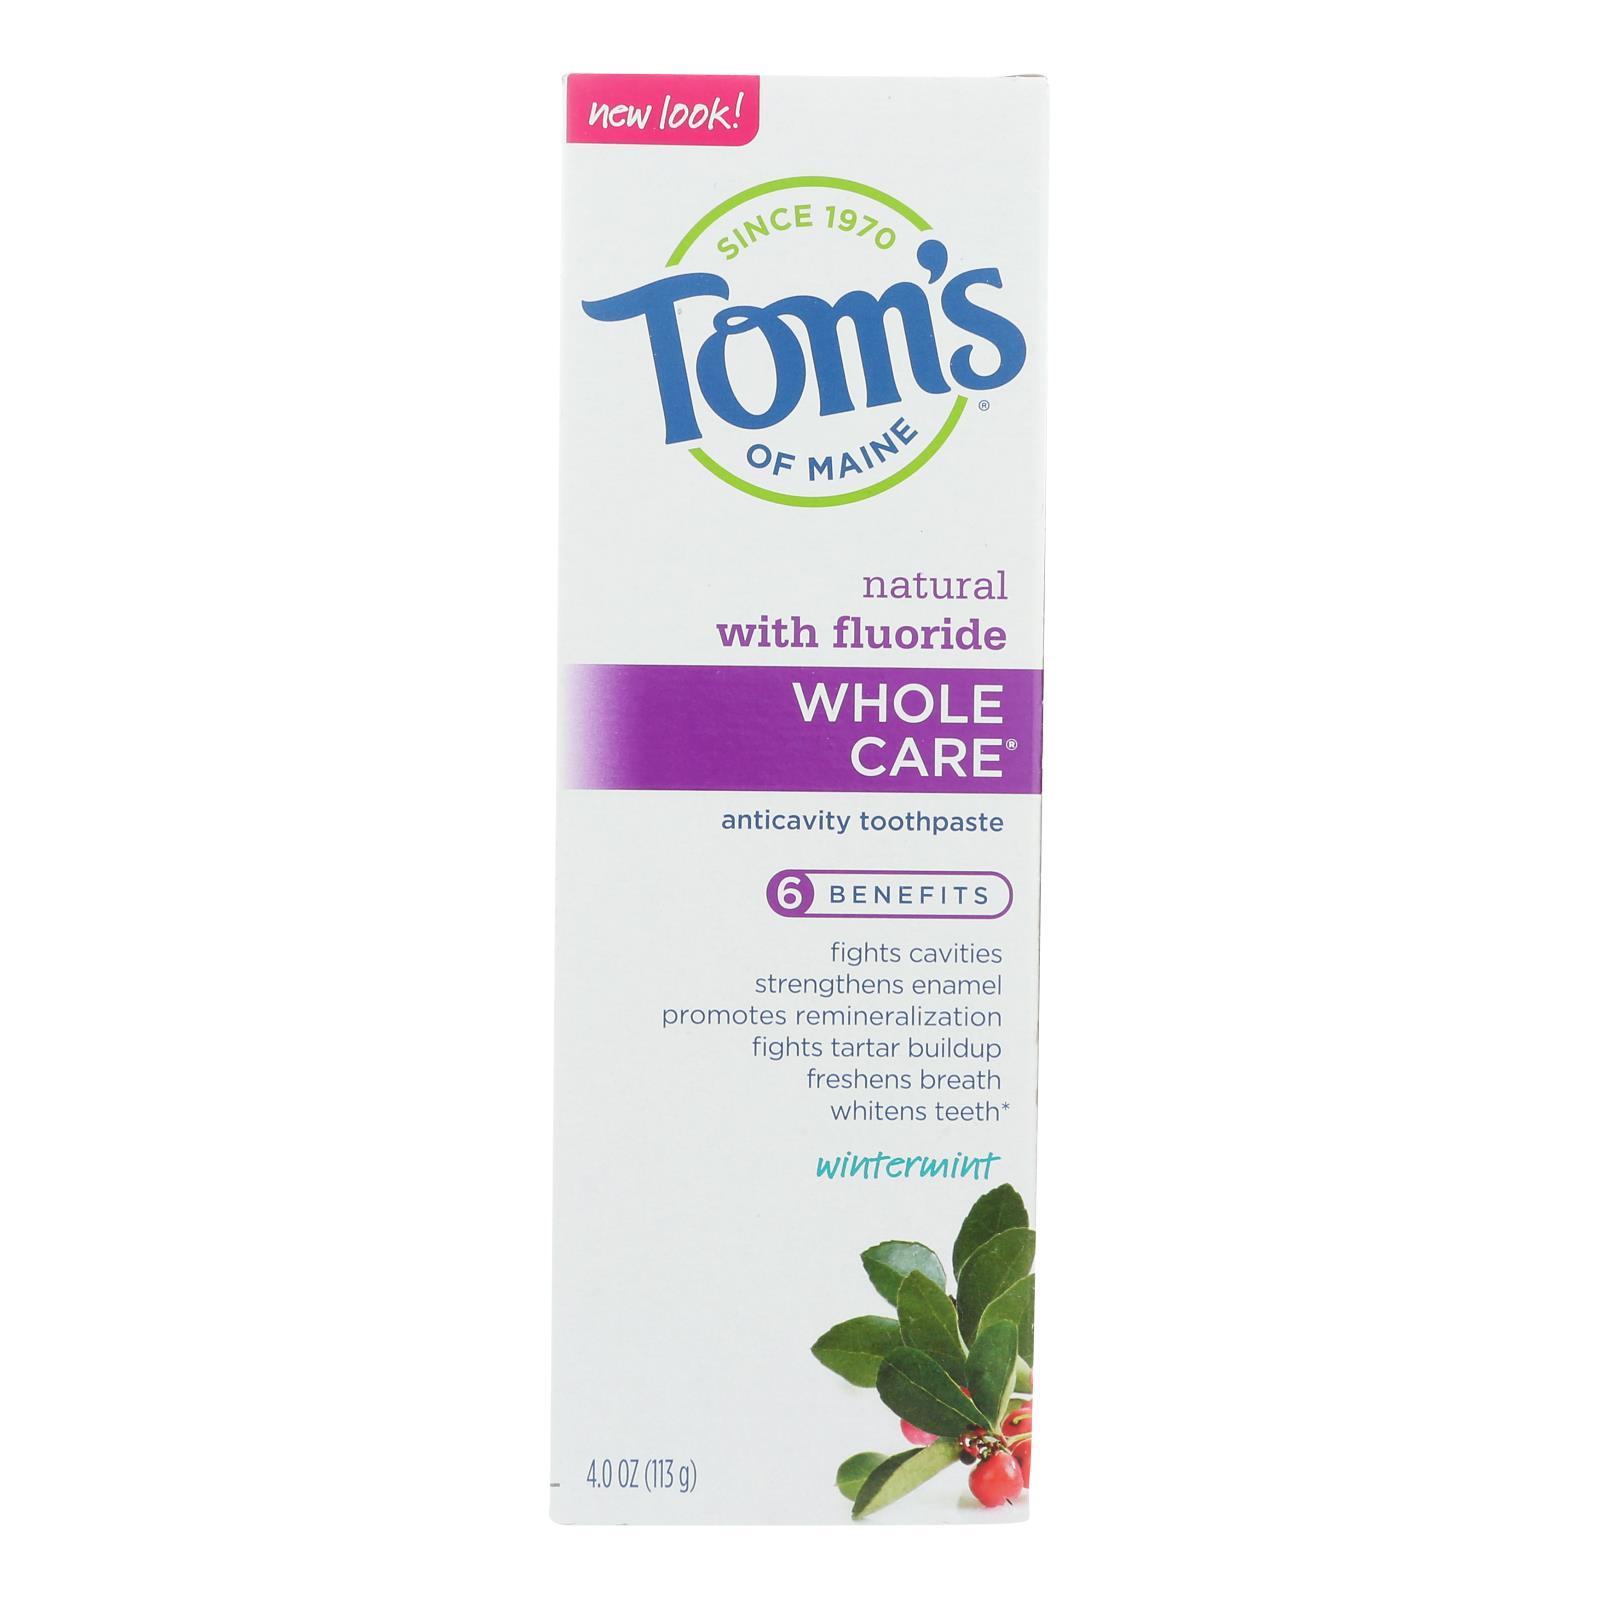 new look!
SINCE 1970
Tom's
®
OF MAINE
natural
with fluoride
WHOLE
CARE®
anticavity toothpaste
6 BENEFITS
fights cavities
strengthens enamel
promotes remineralization
fights tartar buildup
freshens breath
whitens teeth*
wintermint
4.0 OZ (113 g)